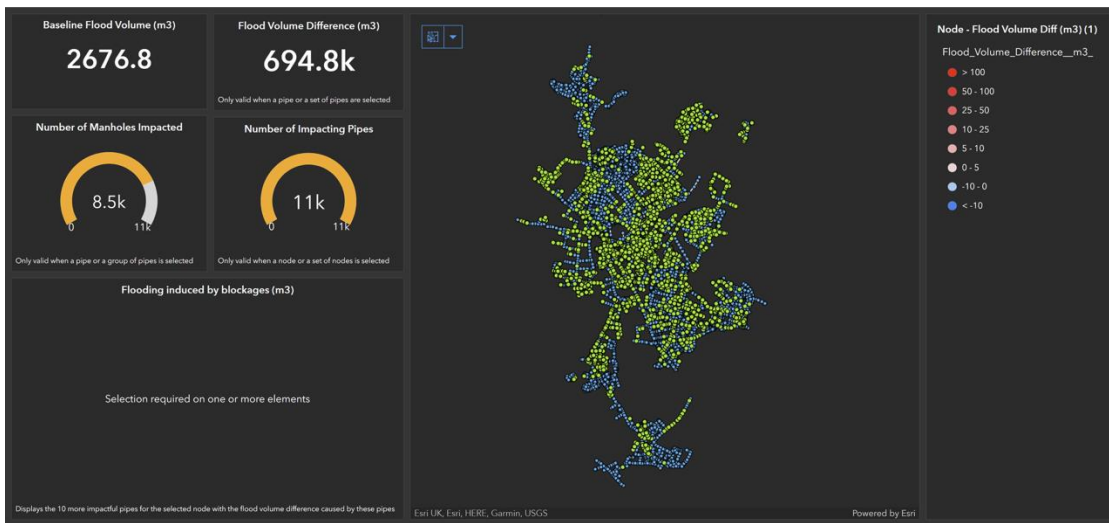 Baseline Flood Volume (m3)
2676.8
Flood Volume Difference (m3)
694.8k
Only valid when a pipe or a set of pipes are selected
Number of Manholes Impacted
8.5k
0
11k
Only valid when a pipe or a group of pipes is selected
Number of Impacting Pipes
11k
0
11k
Only valid when a node or a set of nodes is selected
Flooding induced by blockages (m3)
Selection required on one or more elements
Displays the 10 more impactful pipes for the selected node with the flood volume difference caused by these pipes
Esri UK, Esri, HERE, Garmin, USGS
Powered by Esri
Node - Flood Volume Diff (m3) (1)
Flood_Volume_Difference__m3_
> 100
50 - 100
25 - 50
10 - 25
5 - 10
0 - 5
-10 - 0
< -10